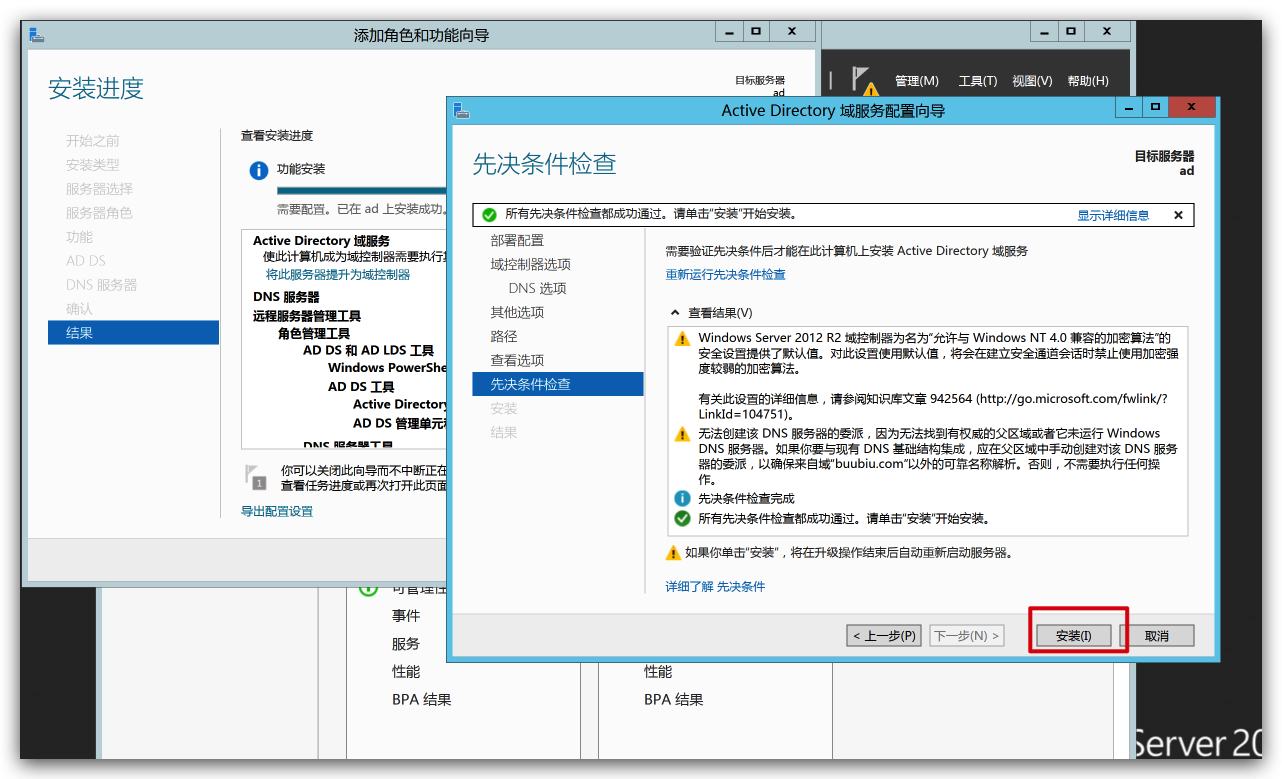 添加角色和功能向导
安装进度
目标服务器
ad
开始之前
安装类型
服务器选择
服务器角色
功能
AD DS
DNS 服务器
确认
结果
查看安装进度
功能安装
需要配置。已在 ad 上安装成功。
Active Directory 域服务
使此计算机成为域控制器需要执行
将此服务器提升为域控制器
DNS 服务器
远程服务器管理工具
角色管理工具
AD DS 和 AD LDS 工具
Windows PowerShe
AD DS 工具
Active Directory
AD DS 管理单元
DNS 服务器工具
1
你可以关闭此向导而不中断正在
查看任务进度或再次打开此页面
导出配置设置
管理(M)
工具(T)
视图(V)
帮助(H)
Active Directory 域服务配置向导
先决条件检查
目标服务器
ad
所有先决条件检查都成功通过。请单击“安装”开始安装。
显示详细信息
部署配置
域控制器选项
DNS 选项
其他选项
路径
查看选项
先决条件检查
安装
结果
需要验证先决条件后才能在此计算机上安装 Active Directory 域服务
重新运行先决条件检查
查看结果(V)
Windows Server 2012 R2 域控制器为名为“允许与 Windows NT 4.0 兼容的加密算法”的
安全设置提供了默认值。对此设置使用默认值，将会在建立安全通道会话时禁止使用加密强
度较弱的加密算法。
有关此设置的详细信息，请参阅知识库文章 942564 (http://go.microsoft.com/fwlink/?
LinkId=104751)。
无法创建该 DNS 服务器的委派，因为无法找到有权威的父区域或者它未运行 Windows
DNS 服务器。如果你要与现有 DNS 基础结构集成，应在父区域中手动创建对该 DNS 服务
器的委派，以确保来自域“buubiu.com”以外的可靠名称解析。否则，不需要执行任何操
作。
先决条件检查完成
所有先决条件检查都成功通过。请单击“安装”开始安装。
如果你单击“安装”，将在升级操作结束后自动重新启动服务器。
详细了解 先决条件
< 上一步(P)
下一步(N) >
安装(I)
取消
可管理性
事件
服务
性能
BPA 结果
性能
BPA 结果
Server 20